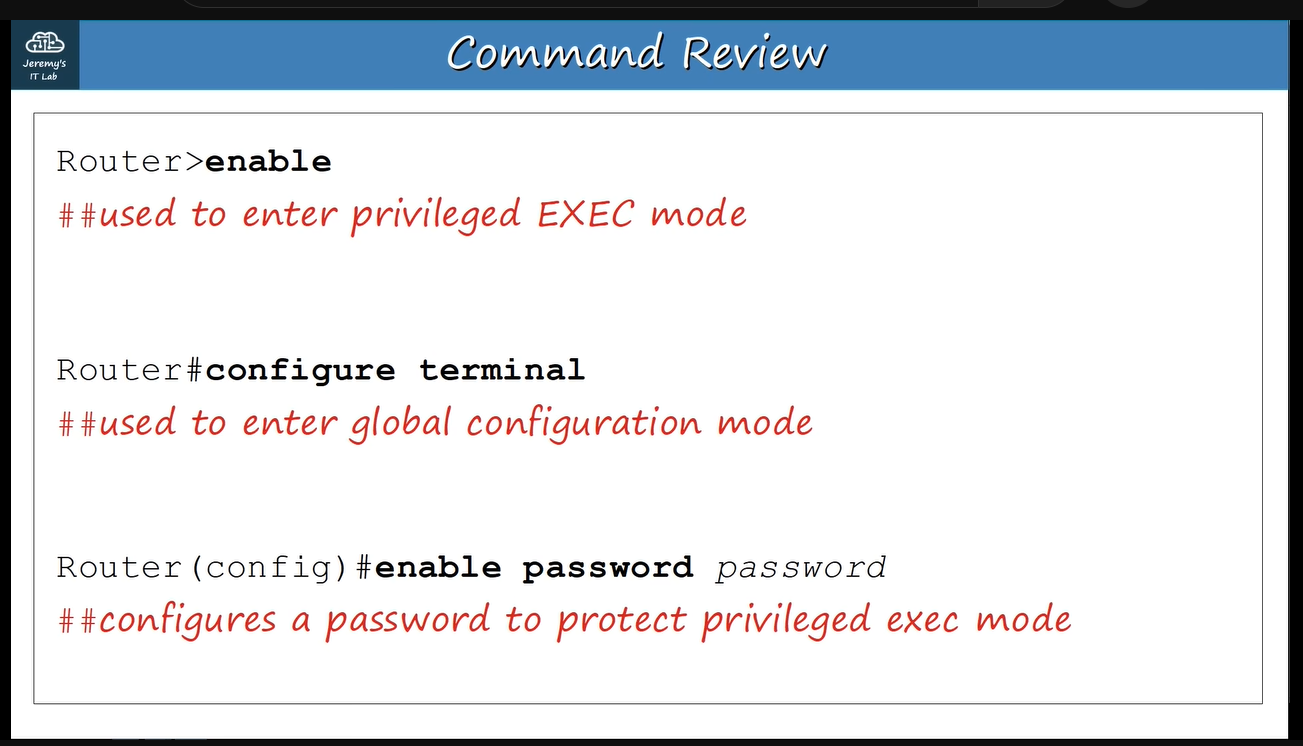 Jeremy's
IT Lab
Command Review
Router>enable
##used to enter privileged EXEC mode
Router#configure terminal
##used to enter global configuration mode
Router(config)#enable password password
##configures a password to protect privileged exec mode